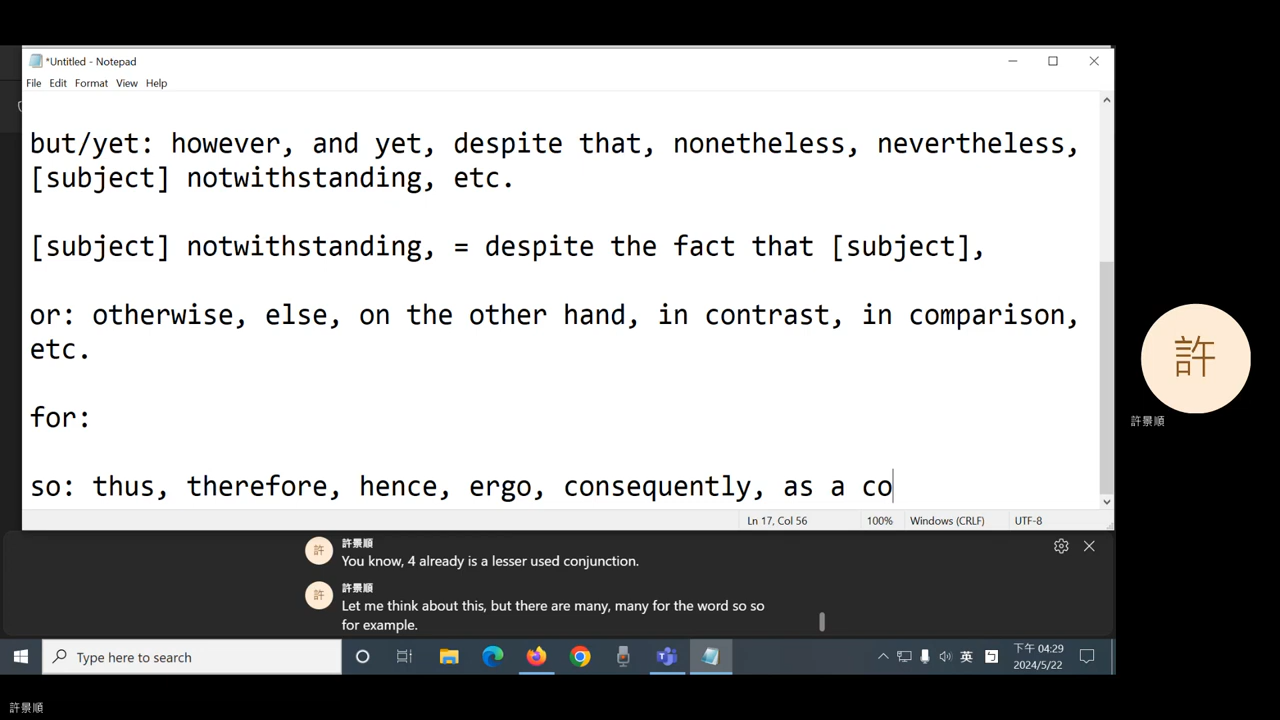 *Untitled - Notepad
File Edit Format View Help
but/yet: however, and yet, despite that, nonetheless, nevertheless,
[subject] notwithstanding, etc.
[subject] notwithstanding, = despite the fact that [subject],
or: otherwise, else, on the other hand, in contrast, in comparison,
etc.
for:
so: thus, therefore, hence, ergo, consequently, as a co
Ln 17, Col 56 100% Windows (CRLF) UTF-8
許
許景順
許 許景順
You know, 4 already is a lesser used conjunction.
許 許景順
Let me think about this, but there are many, many for the word so so
for example.
Type here to search
英
下午 04:29
2024/5/22
許景順